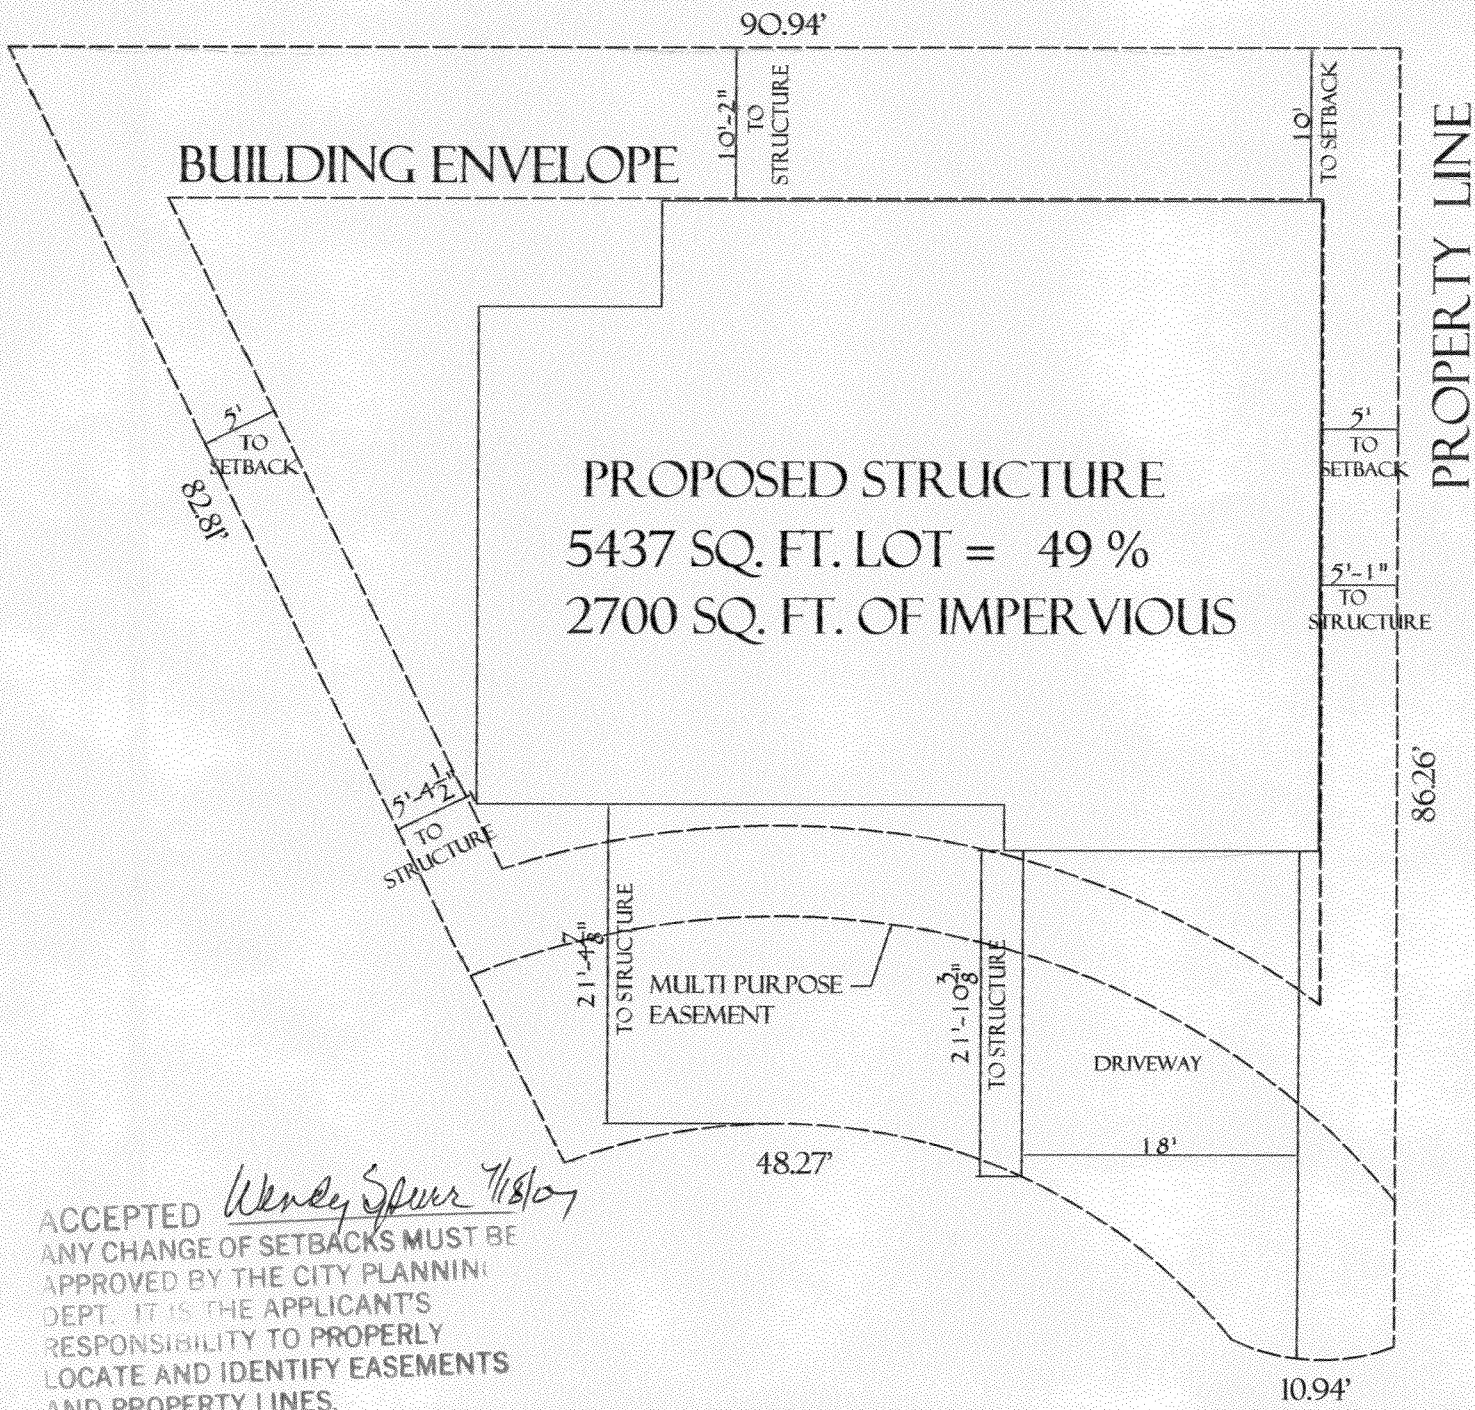 90.94'
10'-2"
TO
STRUCTURE
10'
TO SETBACK
BUILDING ENVELOPE
PROPERTY LINE
5'
TO
SETBACK
82.81'
5'
TO
SETBACK
PROPOSED STRUCTURE
5437 SQ. FT. LOT = 49 %
2700 SQ. FT. OF IMPERVIOUS
5'-1"
TO
STRUCTURE
86.26'
5'-4 1/2"
TO
STRUCTURE
21'-4 7/8"
TO STRUCTURE
MULTI PURPOSE
EASEMENT
21'-10 3/8"
TO STRUCTURE
DRIVEWAY
18'
48.27'
10.94'
ACCEPTED Wendy Spurr 7/18/07
ANY CHANGE OF SETBACKS MUST BE
APPROVED BY THE CITY PLANNIN
DEPT. IT IS THE APPLICANT'S
RESPONSIBILITY TO PROPERLY
LOCATE AND IDENTIFY EASEMENTS
AND PROPERTY LINES.